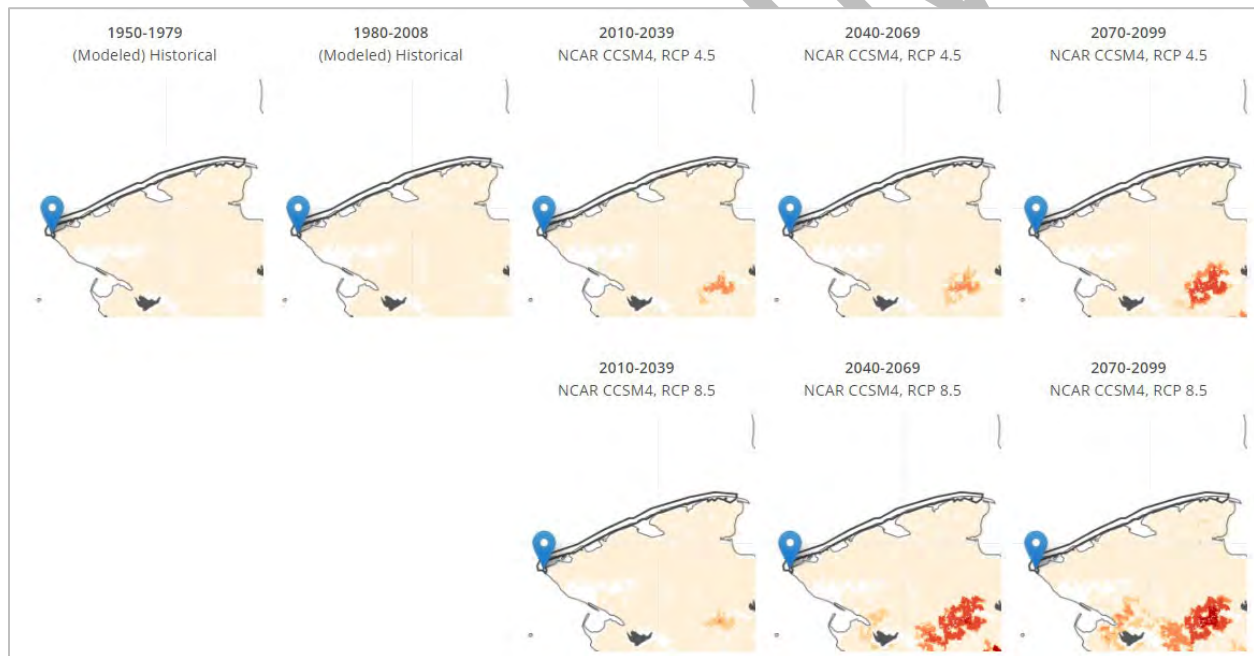 1950-1979
(Modeled) Historical
1980-2008
(Modeled) Historical
2010-2039
NCAR CCSM4, RCP 4.5
2040-2069
NCAR CCSM4, RCP 4.5
2070-2099
NCAR CCSM4, RCP 4.5
2010-2039
NCAR CCSM4, RCP 8.5
2040-2069
NCAR CCSM4, RCP 8.5
2070-2099
NCAR CCSM4, RCP 8.5